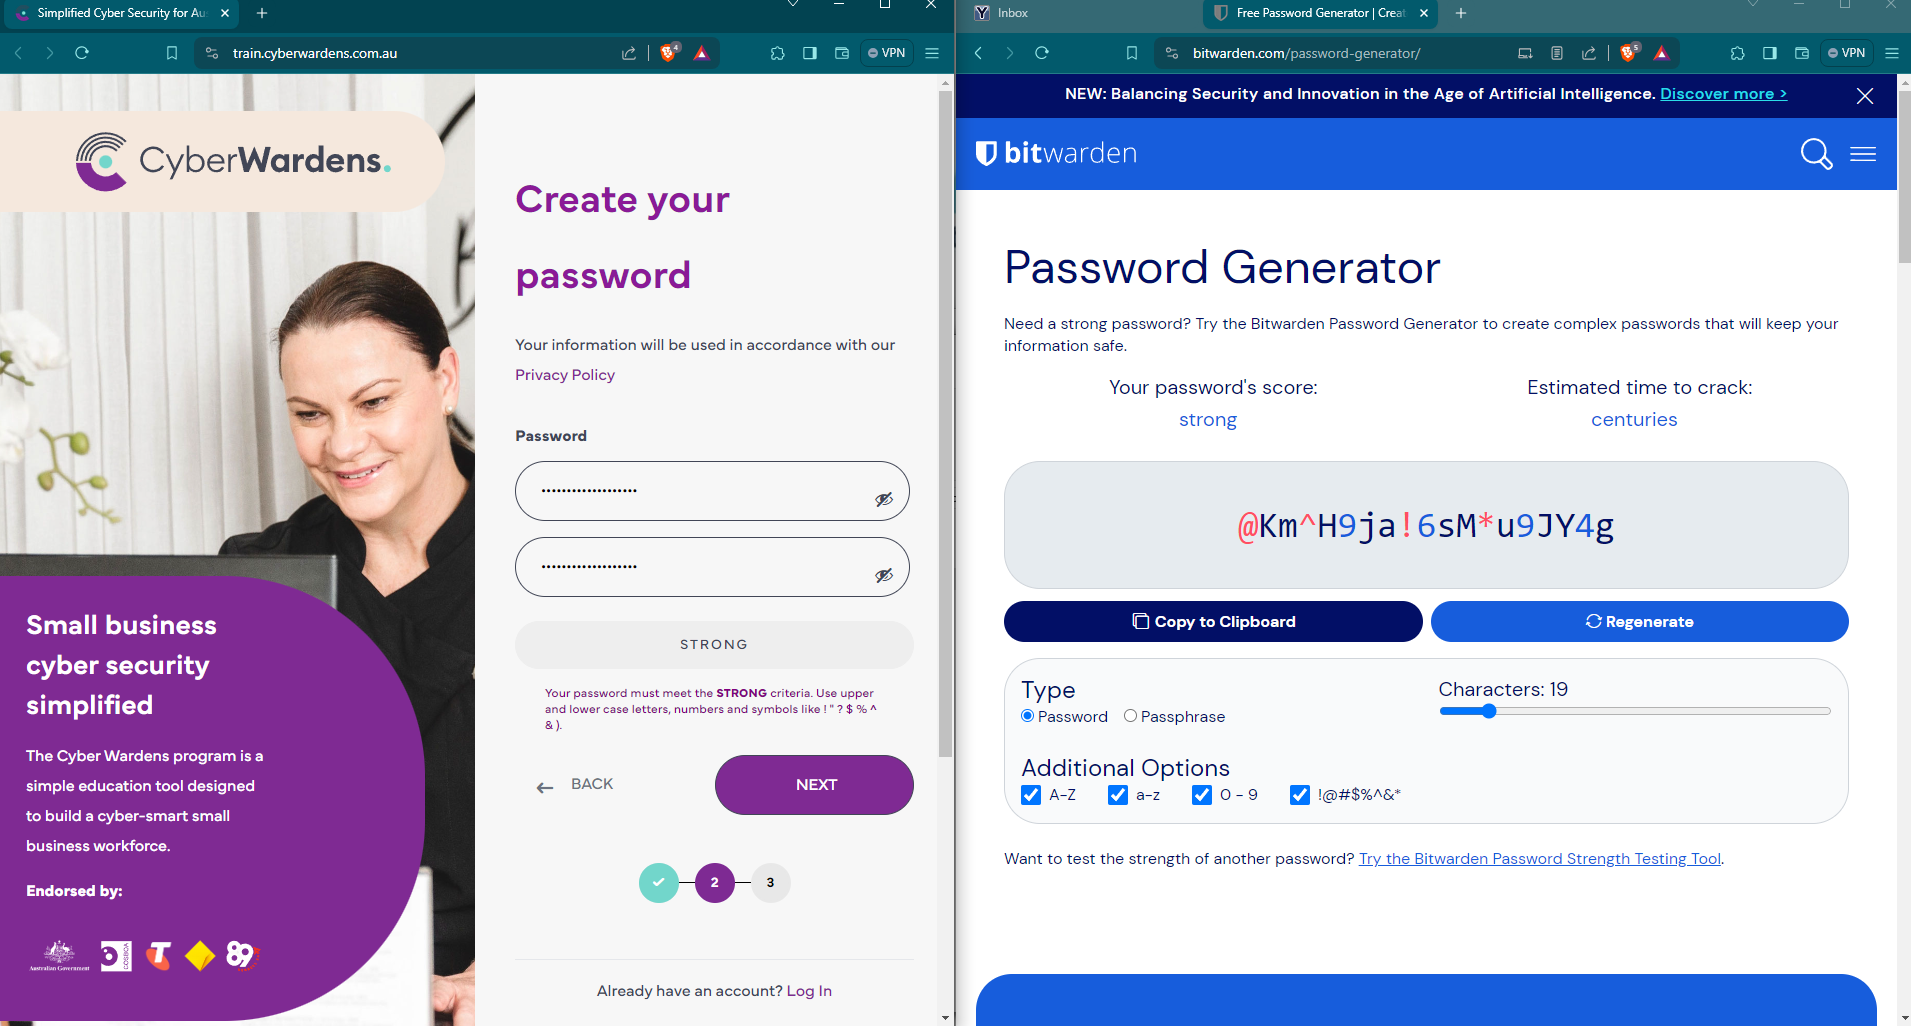 Simplified Cyber Security for Au
train.cyberwardens.com.au
4
VPN
CyberWardens.
Small business
cyber security
simplified
The Cyber Wardens program is a
simple education tool designed
to build a cyber-smart small
business workforce.
Endorsed by:
Australian Government
COSBOA
T
89
Create your
password
Your information will be used in accordance with our
Privacy Policy
Password
•••••••••••••••••••
•••••••••••••••••••
STRONG
Your password must meet the STRONG criteria. Use upper
and lower case letters, numbers and symbols like ! " ? $ % ^
& ).
← BACK
NEXT
2
3
Already have an account? Log In
Inbox
Free Password Generator | Creat
bitwarden.com/password-generator/
5
VPN
NEW: Balancing Security and Innovation in the Age of Artificial Intelligence. Discover more >
bitwarden
Password Generator
Need a strong password? Try the Bitwarden Password Generator to create complex passwords that will keep your
information safe.
Your password's score:
strong
Estimated time to crack:
centuries
@Km^H9ja!6sM*u9JY4g
Copy to Clipboard
Regenerate
Type
Password
Passphrase
Characters: 19
Additional Options
A-Z
a-z
0 - 9
!@#$%^&*
Want to test the strength of another password? Try the Bitwarden Password Strength Testing Tool.